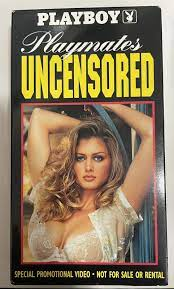 PLAYBOY
Playmates
UNCENSORED
SPECIAL PROMOTIONAL VIDEO • NOT FOR SALE OR RENTAL